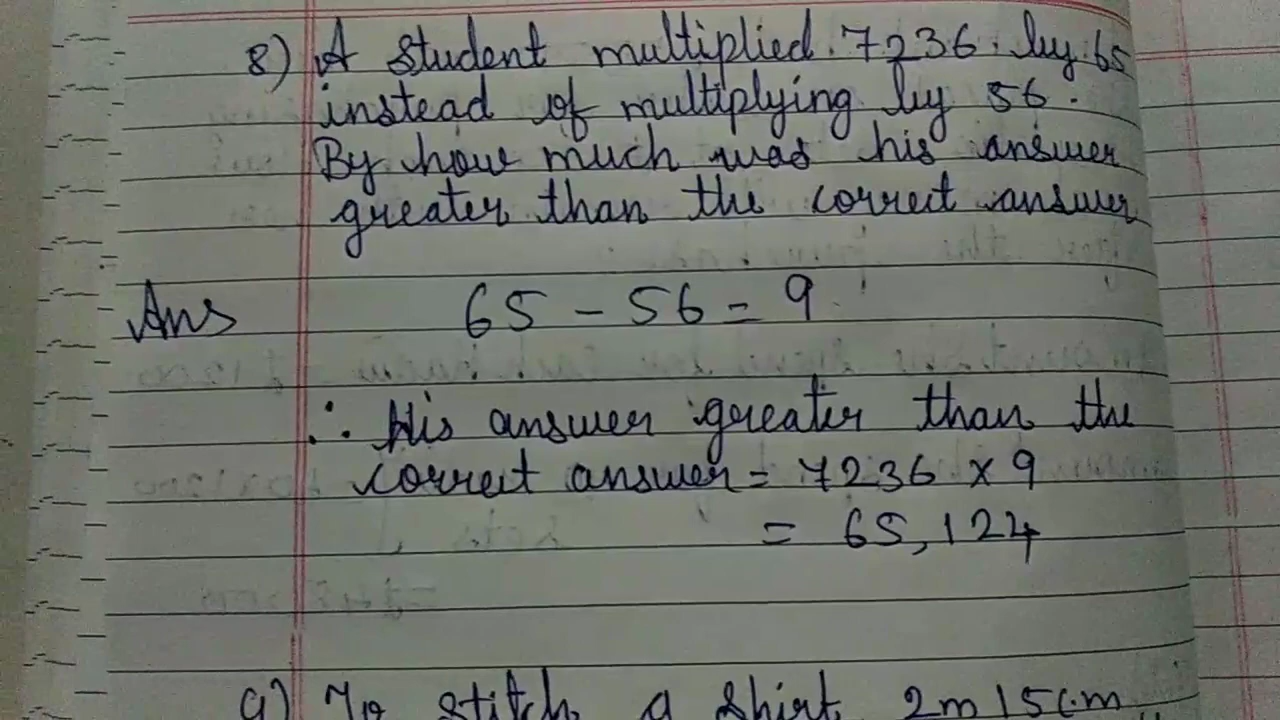 8) A student multiplied 7236 by 65
instead of multiplying by 56.
By how much was his answer
greater than the correct answer
Ans 65 - 56 = 9
∴ His answer greater than the
correct answer = 7236 x 9
= 65,124
9) To stitch a shirt, 2m 15cm